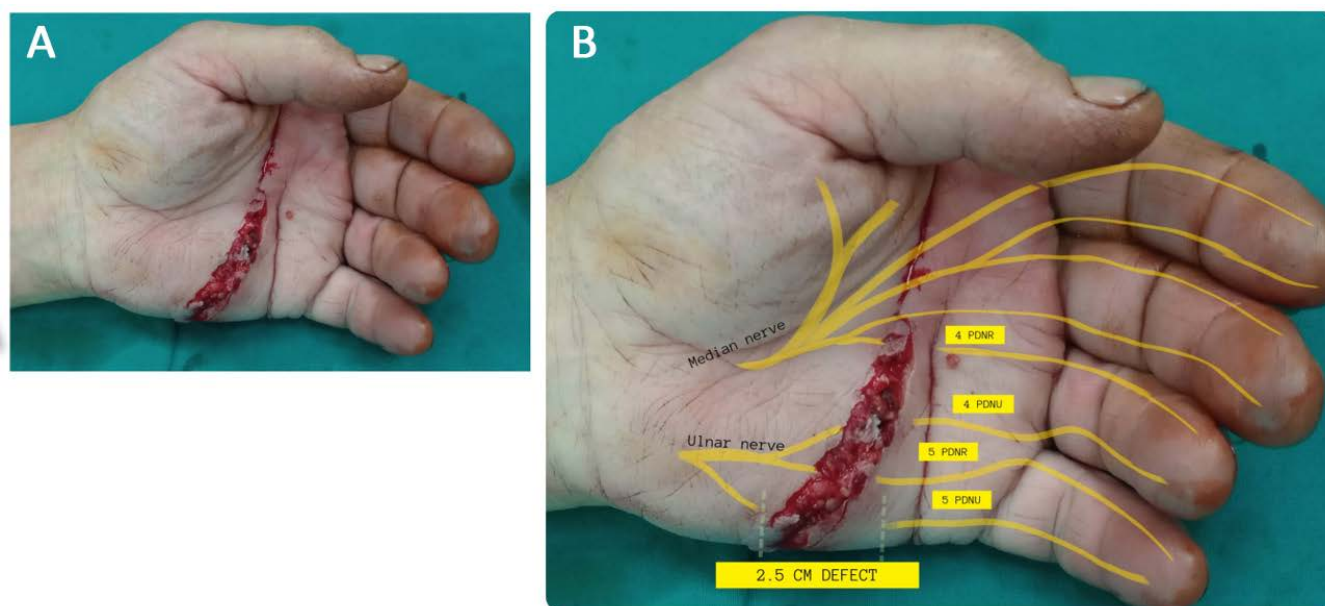 A
B
Median nerve
4 PDNR
4 PDNU
Ulnar nerve
5 PDNR
5 PDNU
2.5 CM DEFECT